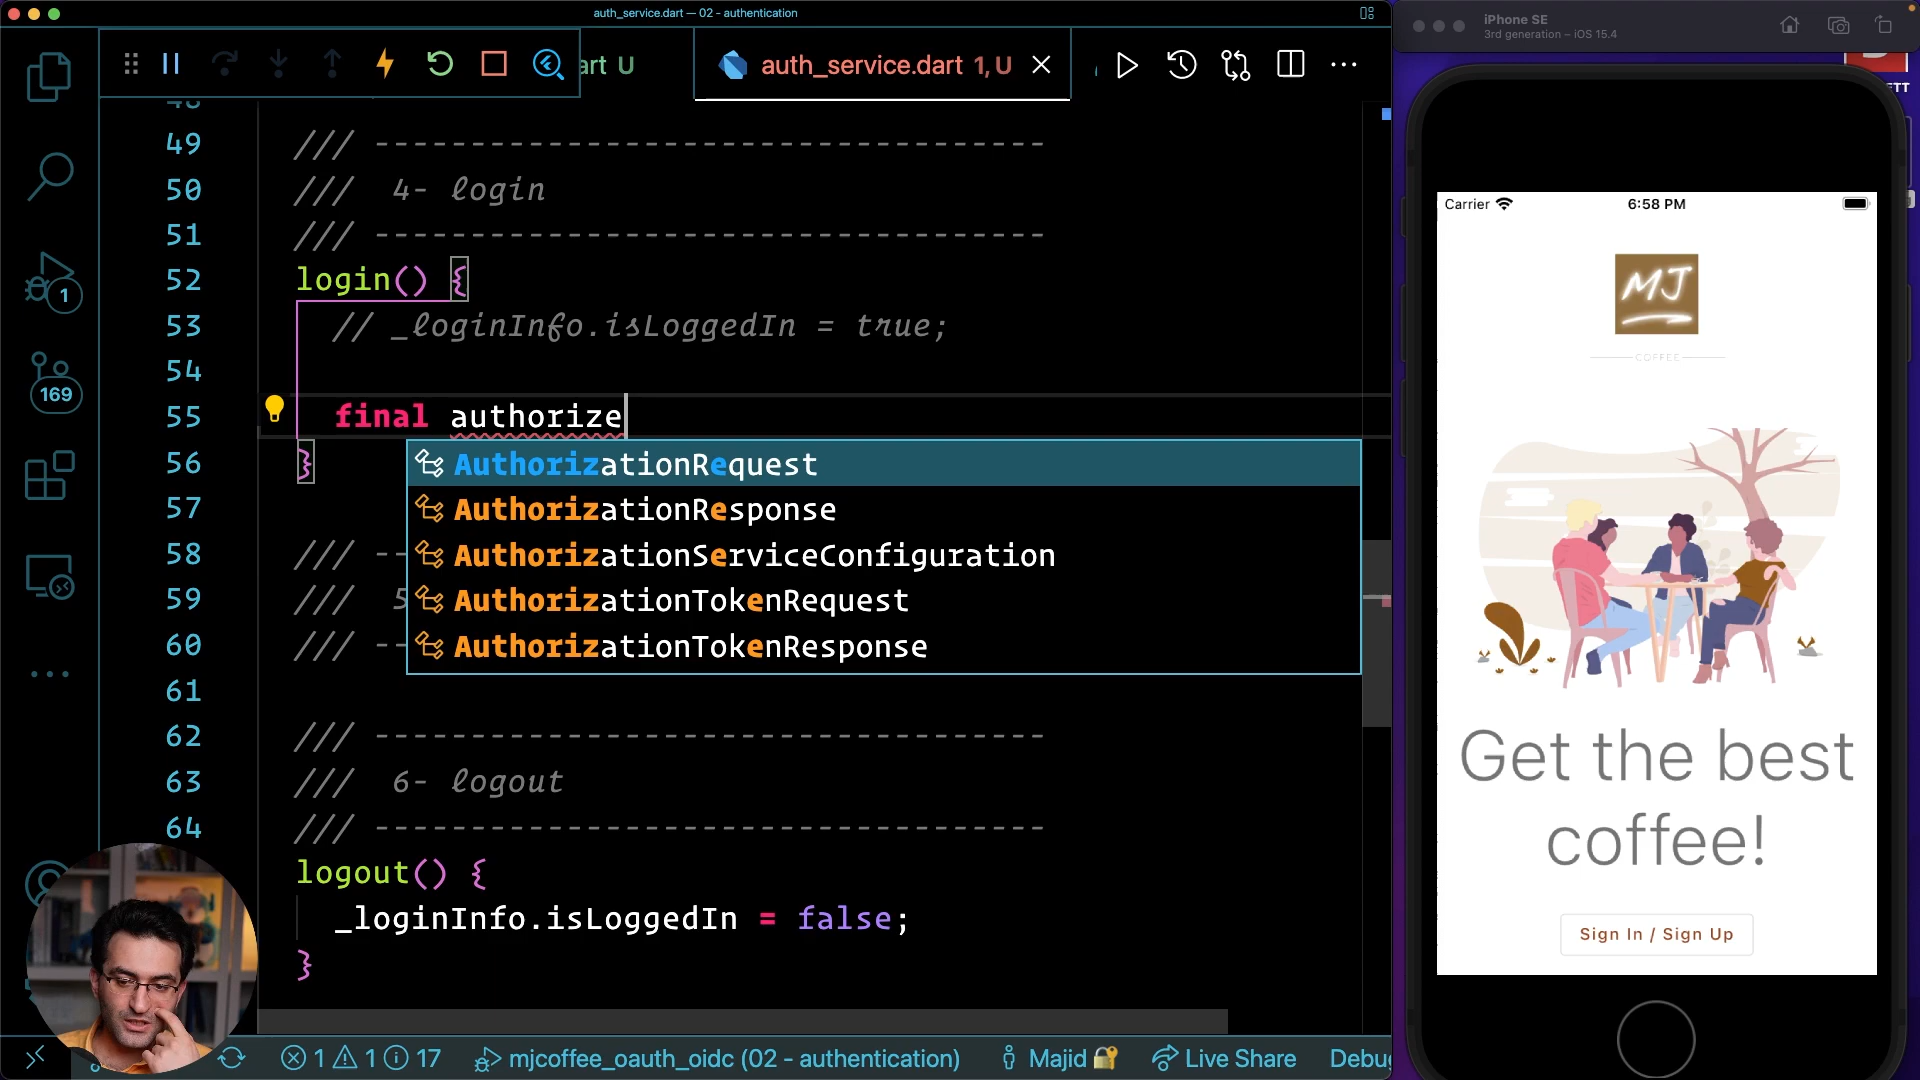 auth_service.dart — 02 - authentication
art U
auth_service.dart 1, U
49 /// -----------------------------------
50 /// 4- login
51 /// -----------------------------------
52 login() {
53 // _loginInfo.isLoggedIn = true;
54
55 final authorize
56 }
AuthorizationRequest
AuthorizationResponse
AuthorizationServiceConfiguration
AuthorizationTokenRequest
AuthorizationTokenResponse
57
58 /// --
59 /// 5
60 /// --
61
62 /// -----------------------------------
63 /// 6- logout
64 /// -----------------------------------
logout() {
_loginInfo.isLoggedIn = false;
}
1
169
1 1 17 mjcoffee_oauth_oidc (02 - authentication) Majid 🔐 Live Share Debug
iPhone SE
3rd generation – iOS 15.4
TT
Carrier 6:58 PM
MJ
COFFEE
Get the best
coffee!
Sign In / Sign Up